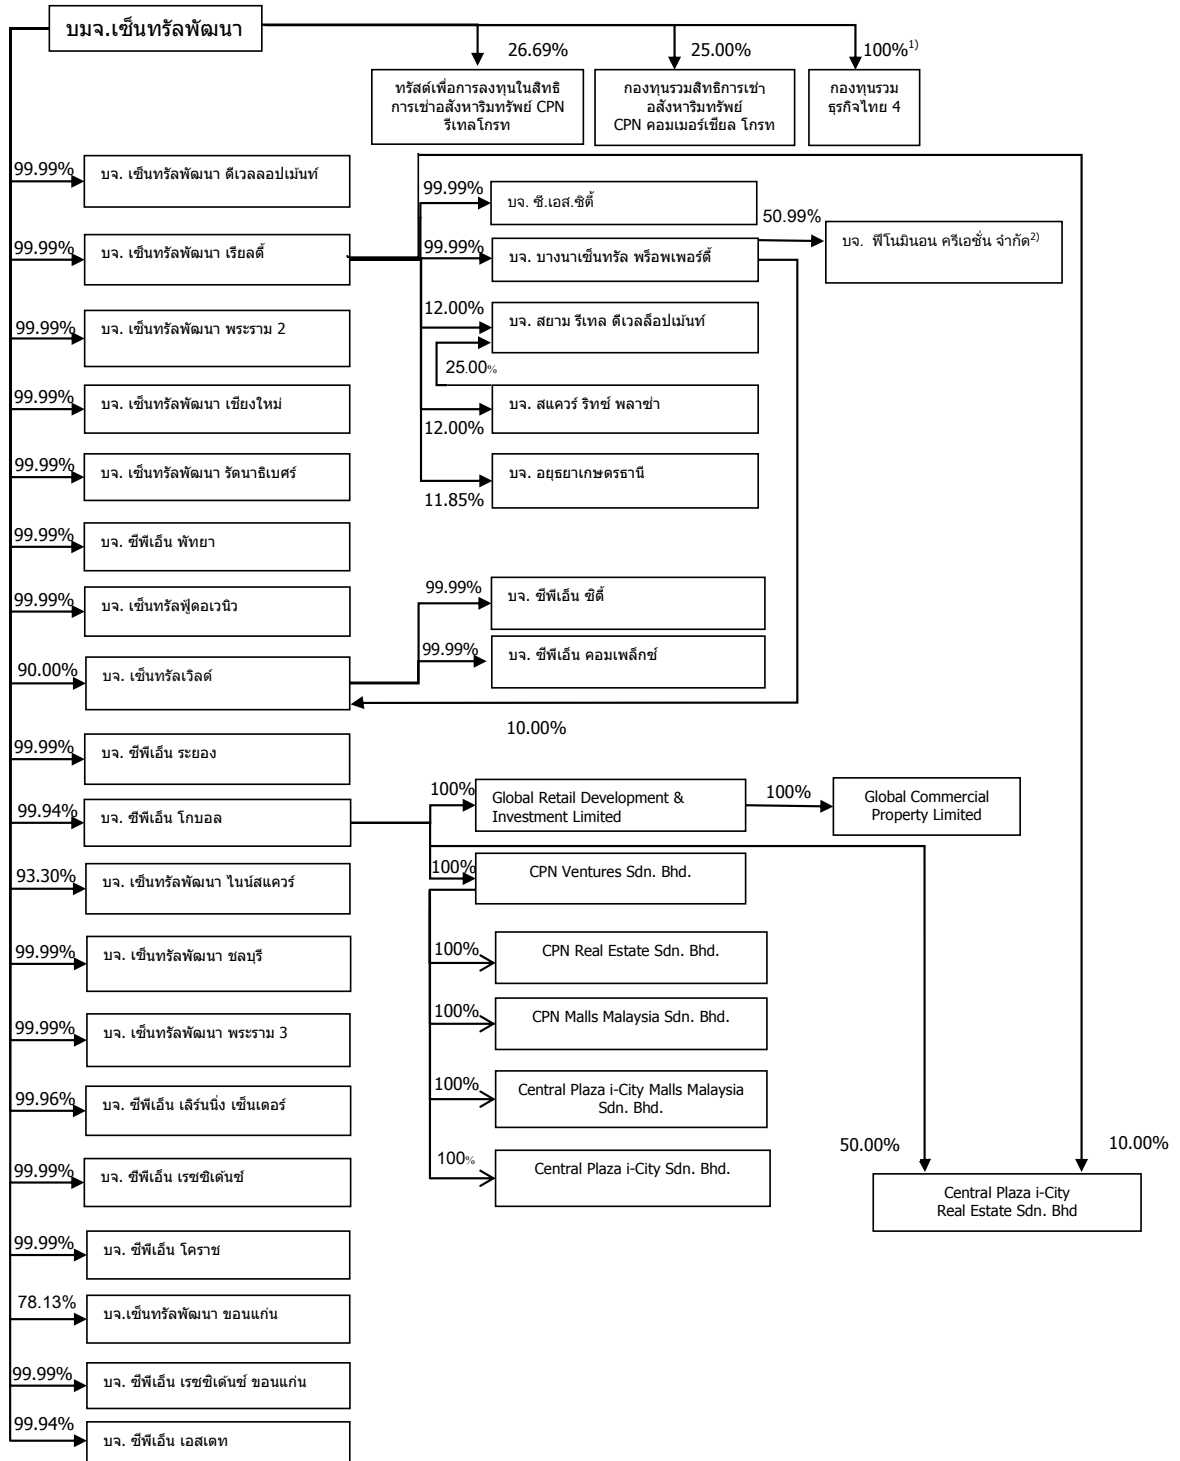 บมจ.เซ็นทรัลพัฒนา
26.69%
25.00%
100%1)
ทรัสต์เพื่อการลงทุนในสิทธิ
การเช่าอสังหาริมทรัพย์ CPN
รีเทลโกรท
กองทุนรวมสิทธิการเช่า
อสังหาริมทรัพย์
CPN คอมเมอร์เชียล โกรท
กองทุนรวม
ธุรกิจไทย 4
99.99%
บจ. เซ็นทรัลพัฒนา ดีเวลลอปเม้นท์
99.99%
บจ. ซี.เอส.ซิตี้
50.99%
บจ. ฟีโนมินอน ครีเอชั่น จำกัด2)
99.99%
บจ. เซ็นทรัลพัฒนา เรียลตี้
99.99%
บจ. บางนาเซ็นทรัล พร็อพเพอร์ตี้
12.00%
บจ. สยาม รีเทล ดีเวลล็อปเม้นท์
99.99%
บจ. เซ็นทรัลพัฒนา พระราม 2
25.00%
99.99%
บจ. เซ็นทรัลพัฒนา เชียงใหม่
บจ. สแควร์ ริทซ์ พลาซ่า
12.00%
99.99%
บจ. เซ็นทรัลพัฒนา รัตนาธิเบศร์
บจ. อยุธยาเกษตรธานี
11.85%
99.99%
บจ. ซีพีเอ็น พัทยา
99.99%
บจ. เซ็นทรัลฟู้ดอเวนิว
99.99%
บจ. ซีพีเอ็น ซิตี้
99.99%
บจ. ซีพีเอ็น คอมเพล็กซ์
90.00%
บจ. เซ็นทรัลเวิลด์
10.00%
99.99%
บจ. ซีพีเอ็น ระยอง
99.94%
บจ. ซีพีเอ็น โกบอล
100%
Global Retail Development &
Investment Limited
100%
Global Commercial
Property Limited
93.30%
บจ. เซ็นทรัลพัฒนา ไนน์สแควร์
100%
CPN Ventures Sdn. Bhd.
99.99%
บจ. เซ็นทรัลพัฒนา ชลบุรี
100%
CPN Real Estate Sdn. Bhd.
99.99%
บจ. เซ็นทรัลพัฒนา พระราม 3
100%
CPN Malls Malaysia Sdn. Bhd.
99.96%
บจ. ซีพีเอ็น เลิร์นนิ่ง เซ็นเตอร์
100%
Central Plaza i-City Malls Malaysia
Sdn. Bhd.
50.00%
10.00%
99.99%
บจ. ซีพีเอ็น เรซซิเด้นซ์
100%
Central Plaza i-City Sdn. Bhd.
Central Plaza i-City
Real Estate Sdn. Bhd
99.99%
บจ. ซีพีเอ็น โคราช
78.13%
บจ.เซ็นทรัลพัฒนา ขอนแก่น
99.99%
บจ. ซีพีเอ็น เรซซิเด้นซ์ ขอนแก่น
99.94%
บจ. ซีพีเอ็น เอสเตท